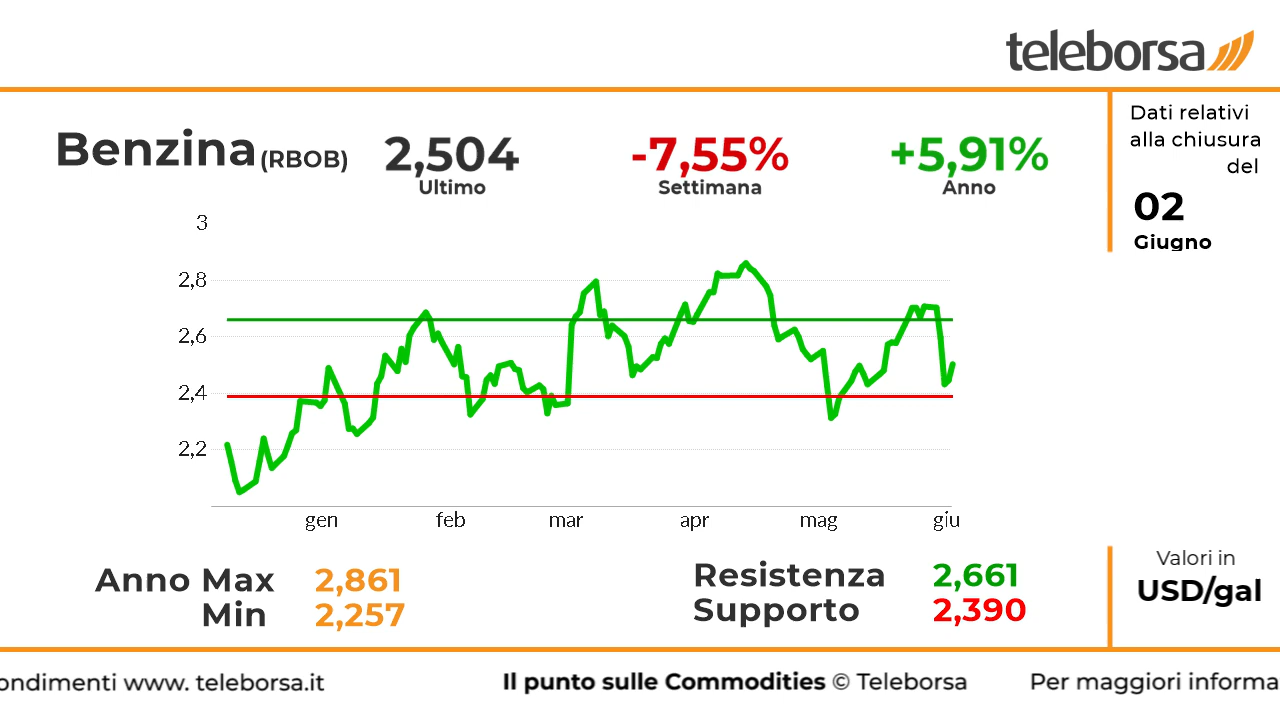 teleborsa
Dati relativi
alla chiusura
del
02
Giugno
Benzina (RBOB)
2,504
Ultimo
-7,55%
Settimana
+5,91%
Anno
3
2,8
2,6
2,4
2,2
gen feb mar apr mag giu
Anno Max 2,861
Min 2,257
Resistenza 2,661
Supporto 2,390
Valori in
USD/gal
ondimenti www. teleborsa.it Il punto sulle Commodities © Teleborsa Per maggiori informa